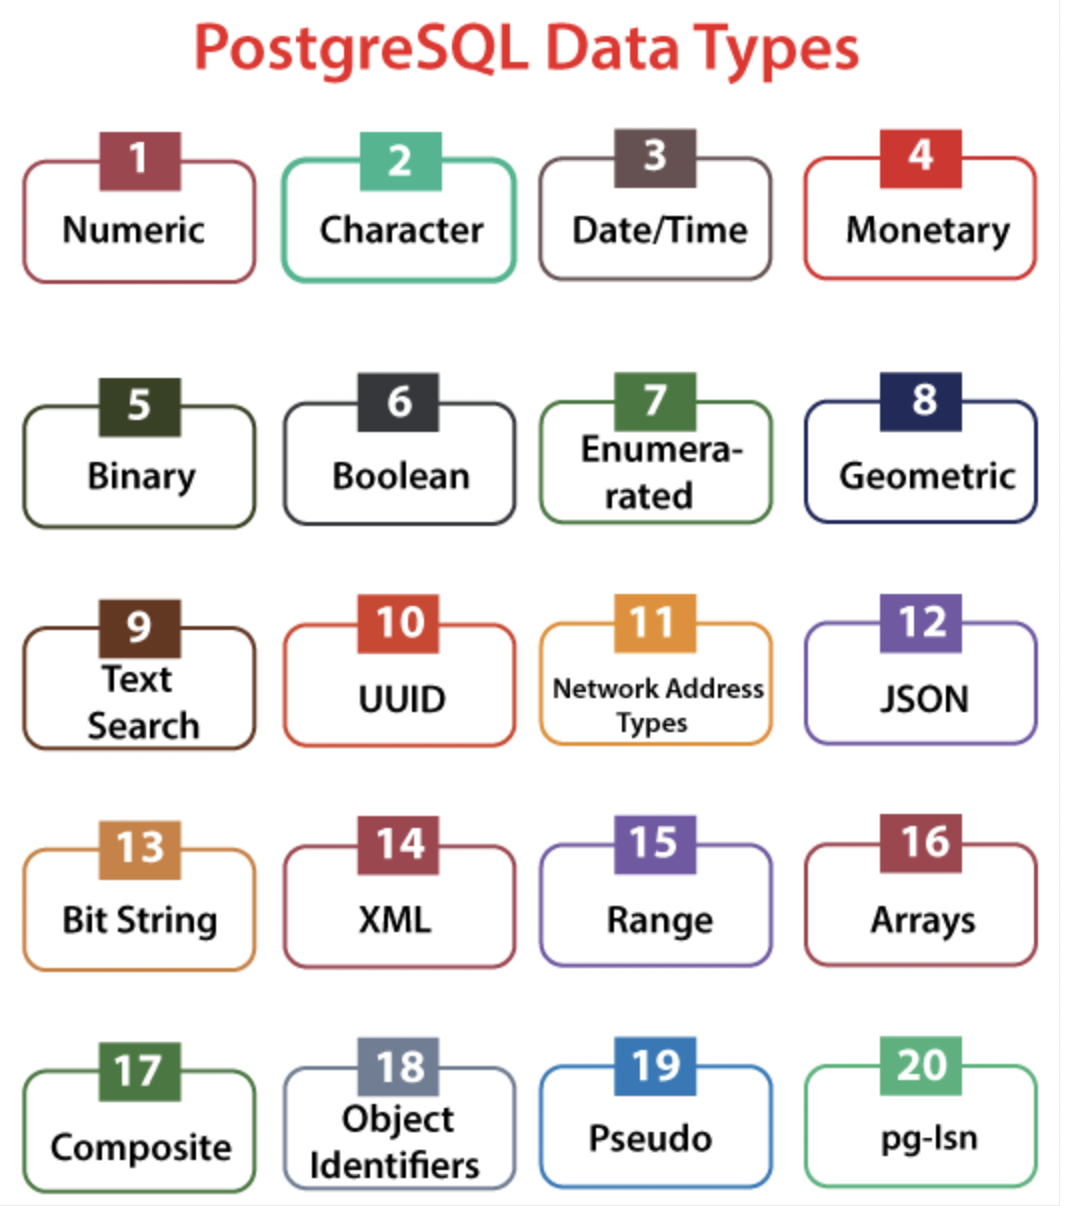 PostgreSQL Data Types
1
Numeric
2
Character
3
Date/Time
4
Monetary
5
Binary
6
Boolean
7
Enumera-
rated
8
Geometric
9
Text
Search
10
UUID
11
Network Address
Types
12
JSON
13
Bit String
14
XML
15
Range
16
Arrays
17
Composite
18
Object
Identifiers
19
Pseudo
20
pg-lsn